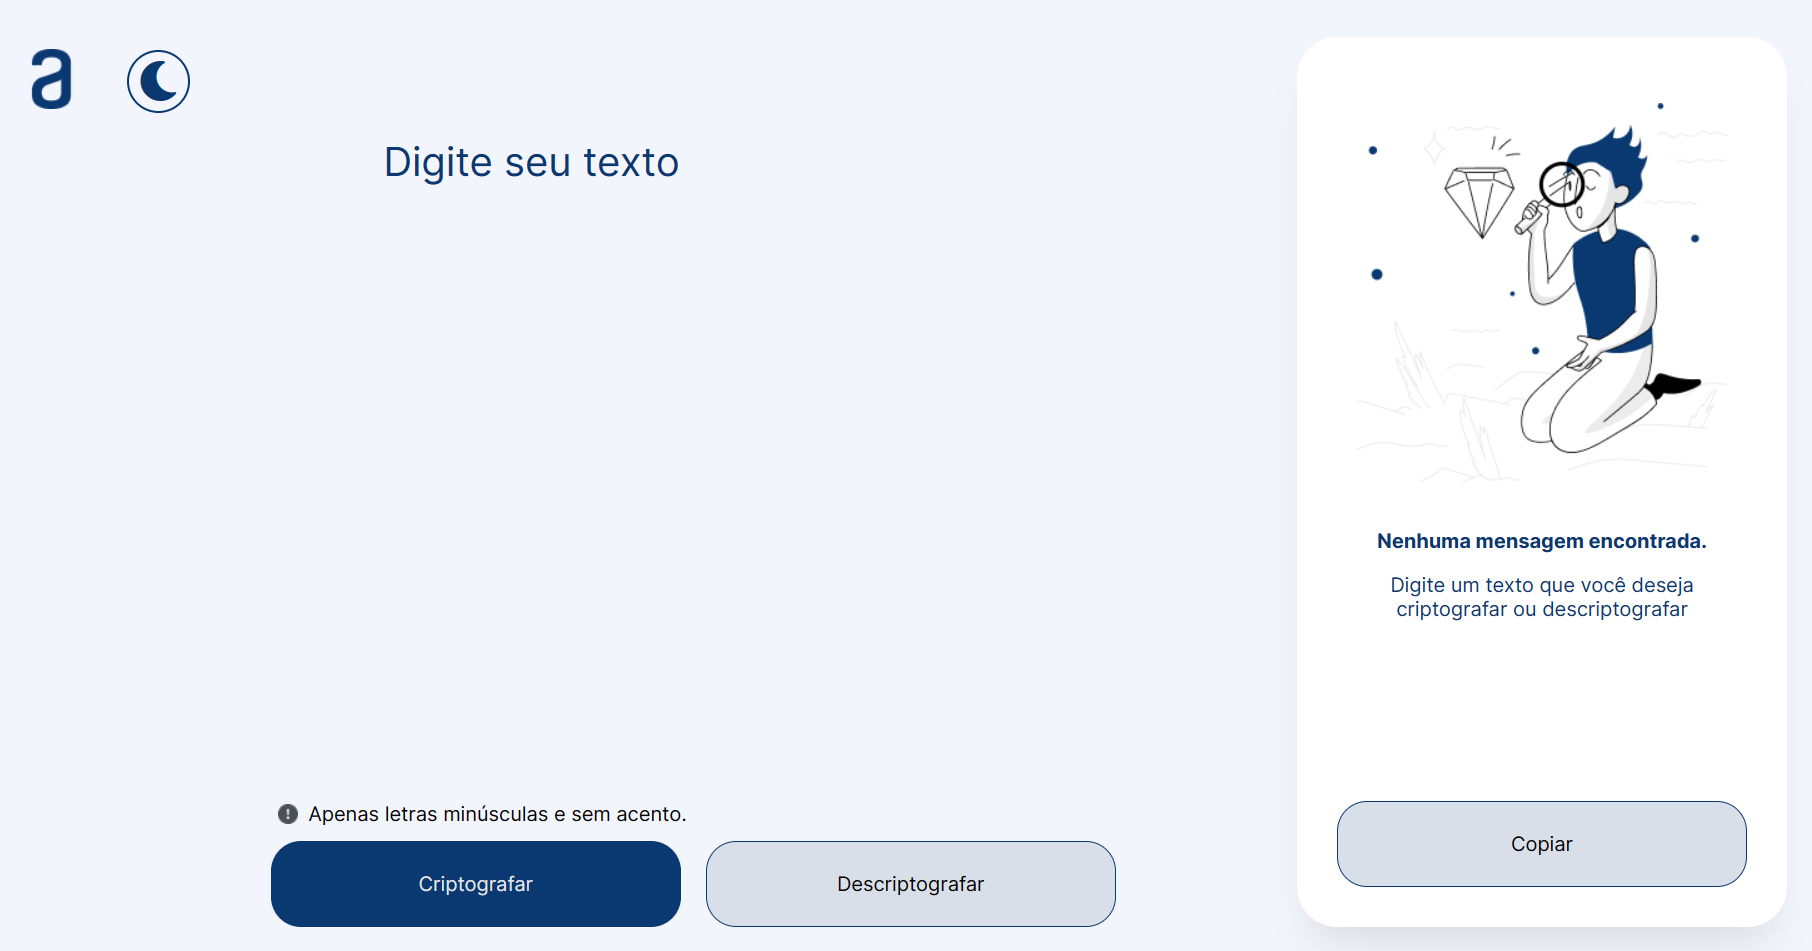 a
Digite seu texto
Nenhuma mensagem encontrada.
Digite um texto que você deseja
criptografar ou descriptografar
Apenas letras minúsculas e sem acento.
Criptografar
Descriptografar
Copiar